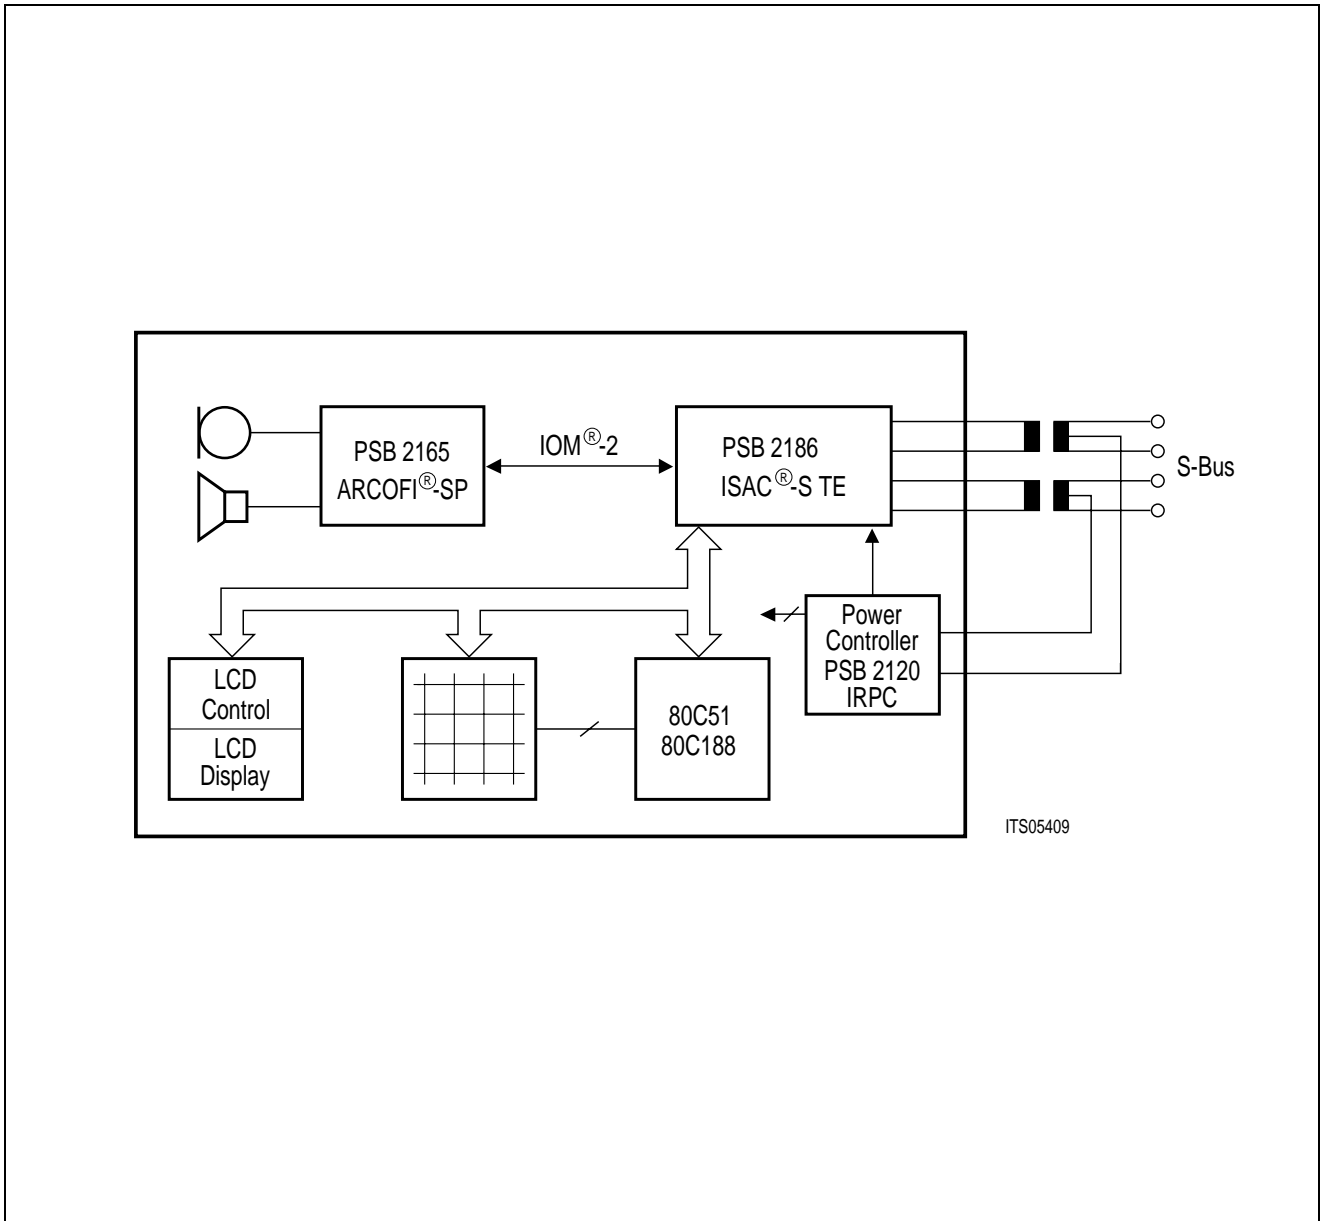 PSB 2165
ARCOFI®-SP
IOM®-2
PSB 2186
ISAC®-S TE
S-Bus
Power
Controller
PSB 2120
IRPC
LCD
Control
LCD
Display
80C51
80C188
ITS05409